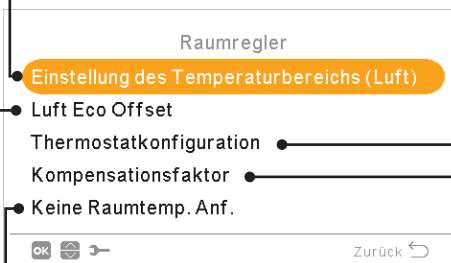 Raumregler
Einstellung des Temperaturbereichs (Luft)
Luft Eco Offset
Thermostatkonfiguration
Kompensationsfaktor
Keine Raumtemp. Anf.
OK
Zurück